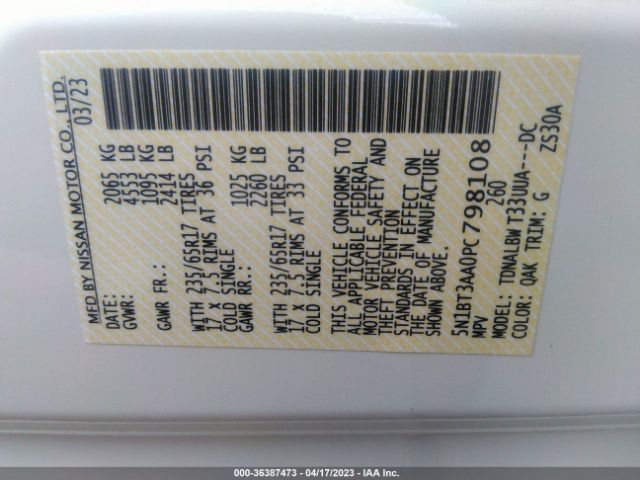 MFD BY NISSAN MOTOR CO., LTD.
DATE: 03/23
GVWR: 2065 KG
4553 LB
GAWR FR.: 1095 KG
2414 LB
WITH 235/65R17 TIRES
17 X 7.5 RIMS AT 36 PSI
COLD SINGLE
GAWR RR.: 1025 KG
2260 LB
WITH 235/65R17 TIRES
17 X 7.5 RIMS AT 33 PSI
COLD SINGLE
THIS VEHICLE CONFORMS TO
ALL APPLICABLE FEDERAL
MOTOR VEHICLE SAFETY AND
THEFT PREVENTION
STANDARDS IN EFFECT ON
THE DATE OF MANUFACTURE
SHOWN ABOVE.
5N1BT3AA0PC798108
MPV 260
MODEL: TDNALBW T33UUA---DC
COLOR: QAK TRIM: G ZS30A
000-36387473 - 04/17/2023 - IAA Inc.